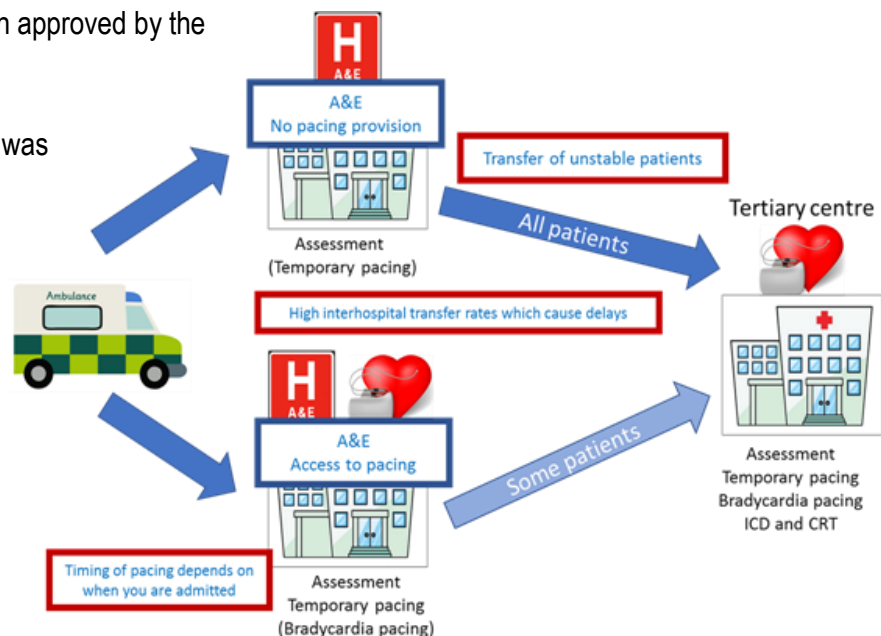 n approved by the
was
H
A&E
A&E
No pacing provision
Transfer of unstable patients
Assessment
(Temporary pacing)
All patients
Tertiary centre
Ambulance
High interhospital transfer rates which cause delays
H
A&E
A&E
Access to pacing
Some patients
Assessment
Temporary pacing
Bradycardia pacing
ICD and CRT
Timing of pacing depends on
when you are admitted
Assessment
Temporary pacing
(Bradycardia pacing)